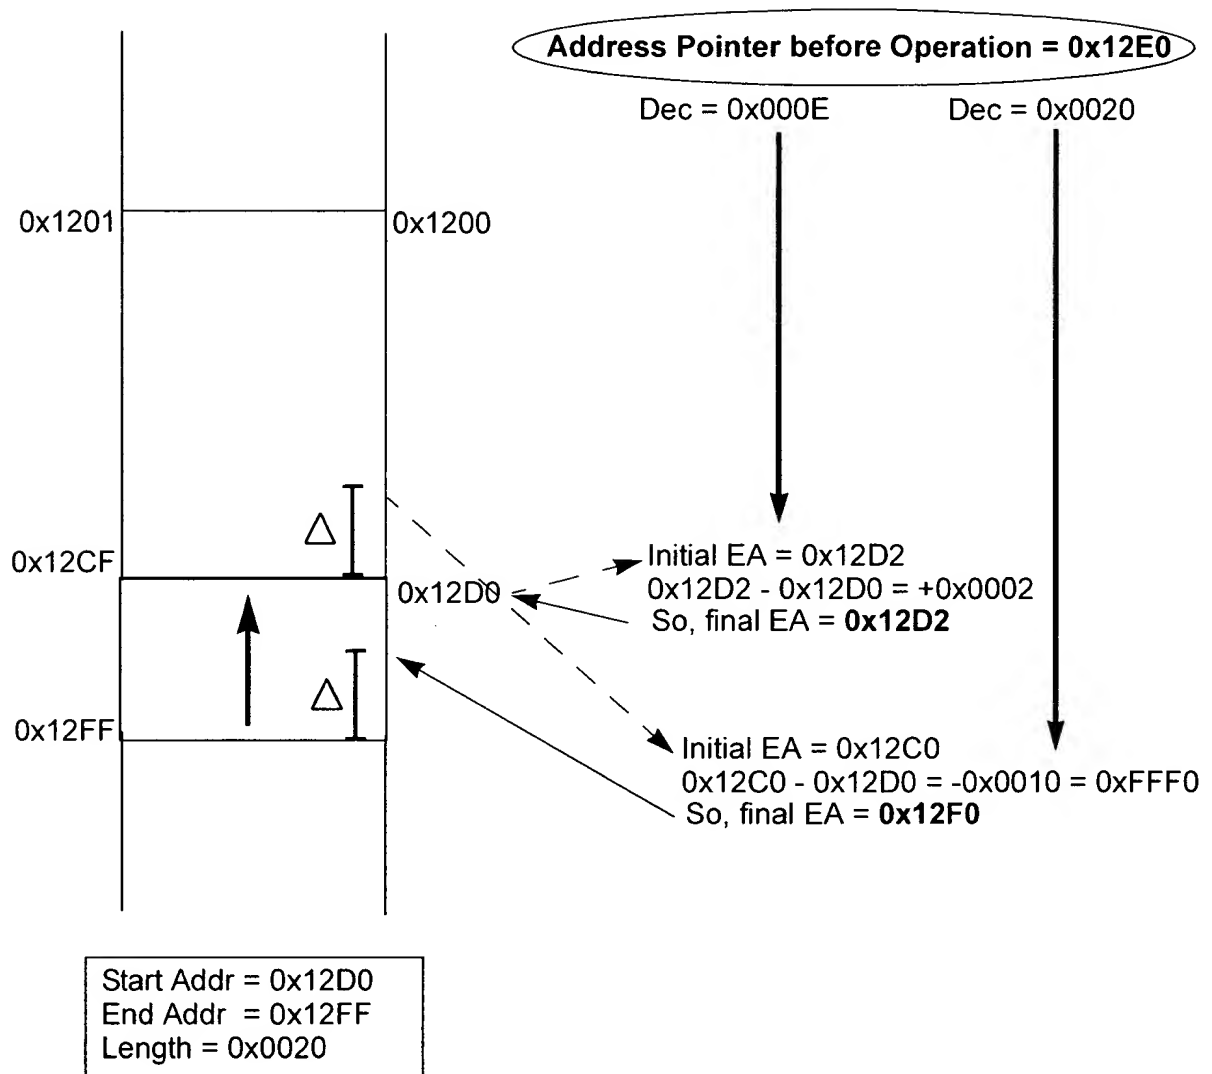 Address Pointer before Operation = 0x12E0
Dec = 0x000E
Dec = 0x0020
0x1201
0x1200
Δ
0x12CF
0x12D0
Initial EA = 0x12D2
0x12D2 - 0x12D0 = +0x0002
So, final EA = 0x12D2
Δ
0x12FF
Initial EA = 0x12C0
0x12C0 - 0x12D0 = -0x0010 = 0xFFF0
So, final EA = 0x12F0
Start Addr = 0x12D0
End Addr = 0x12FF
Length = 0x0020